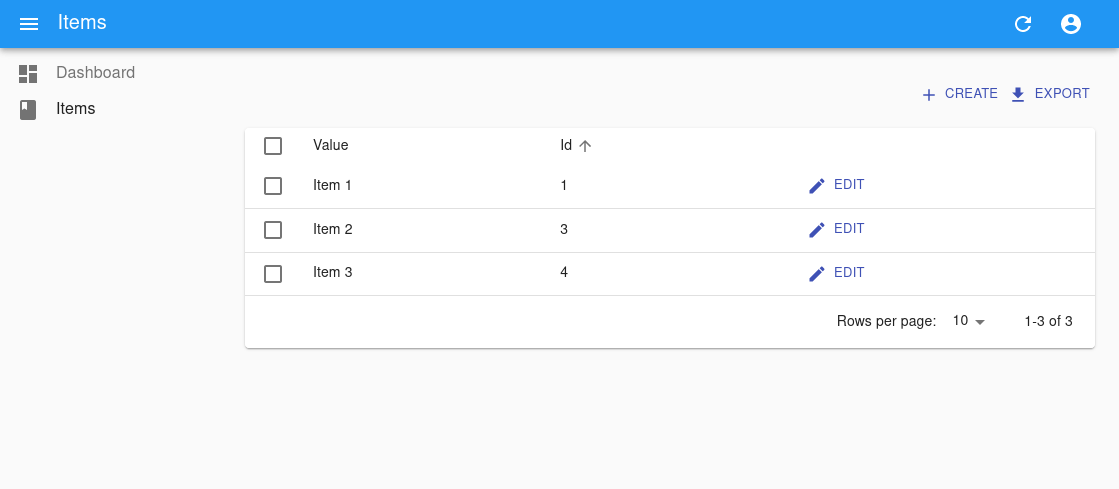 Items
Dashboard
Items
CREATE EXPORT
Value Id
Item 1 1 EDIT
Item 2 3 EDIT
Item 3 4 EDIT
Rows per page: 10 1-3 of 3